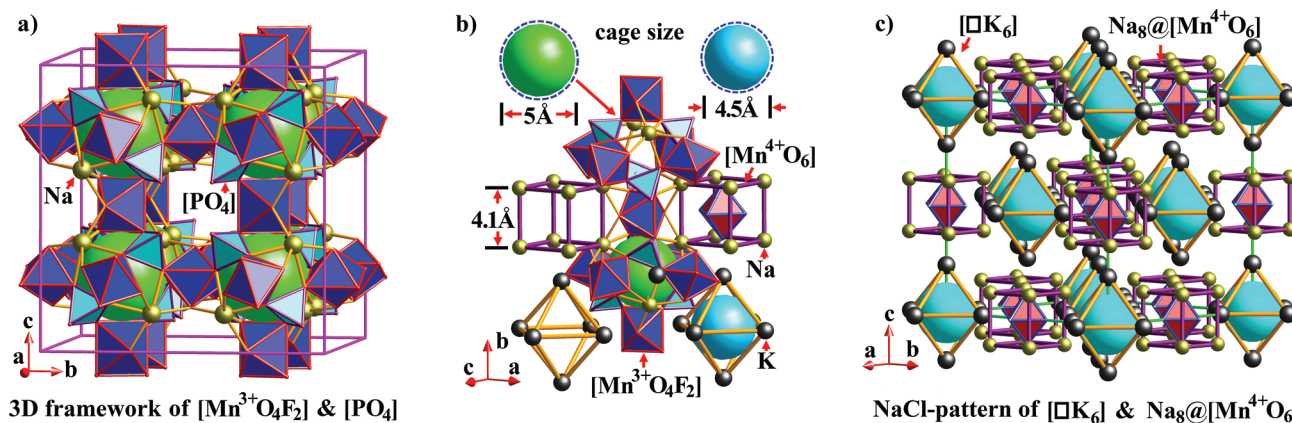 a)
Na
[PO₄]
c
a
b
3D framework of [Mn³⁺O₄F₂] & [PO₄]
b)
cage size
5Å
4.5Å
[Mn⁴⁺O₆]
4.1Å
Na
b
c
a
K
[Mn³⁺O₄F₂]
c)
[□K₆]
Na₈@[Mn⁴⁺O₆]
c
a
b
NaCl-pattern of [□K₆] & Na₈@[Mn⁴⁺O₆